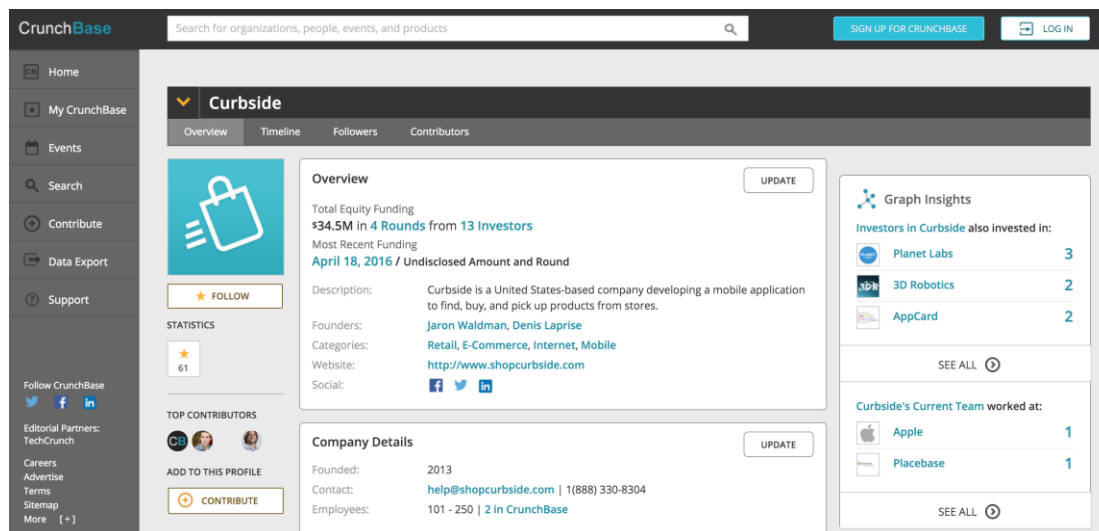 CrunchBase
Search for organizations, people, events, and products
SIGN UP FOR CRUNCHBASE
LOG IN
CB Home
My CrunchBase
Events
Search
Contribute
Data Export
Support
Follow CrunchBase
Editorial Partners:
TechCrunch
Careers
Advertise
Terms
Sitemap
More [+]
Curbside
Overview Timeline Followers Contributors
FOLLOW
STATISTICS
61
TOP CONTRIBUTORS
CB
ADD TO THIS PROFILE
CONTRIBUTE
Overview
UPDATE
Total Equity Funding
$34.5M in 4 Rounds from 13 Investors
Most Recent Funding
April 18, 2016 / Undisclosed Amount and Round
Description: Curbside is a United States-based company developing a mobile application
to find, buy, and pick up products from stores.
Founders: Jaron Waldman, Denis Laprise
Categories: Retail, E-Commerce, Internet, Mobile
Website: http://www.shopcurbside.com
Social:
Company Details
UPDATE
Founded: 2013
Contact: help@shopcurbside.com | 1(888) 330-8304
Employees: 101 - 250 | 2 in CrunchBase
Graph Insights
Investors in Curbside also invested in:
Planet Labs 3
3DR 3D Robotics 2
AppCard 2
SEE ALL
Curbside's Current Team worked at:
Apple 1
Placebase 1
SEE ALL